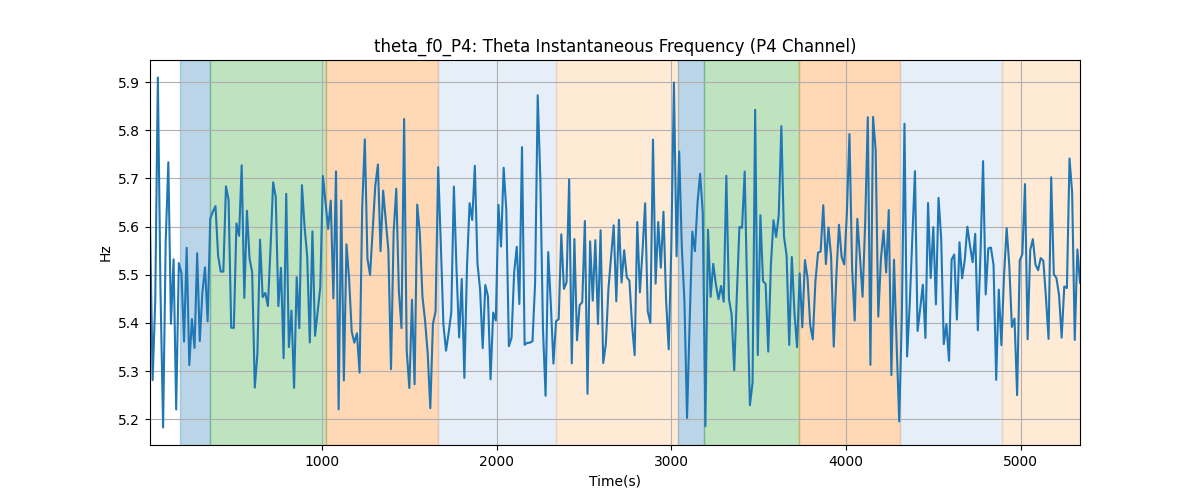 theta_f0_P4: Theta Instantaneous Frequency (P4 Channel)
5.9
5.8
5.7
5.6
5.5
5.4
5.3
5.2
Hz
1000 2000 3000 4000 5000
Time(s)